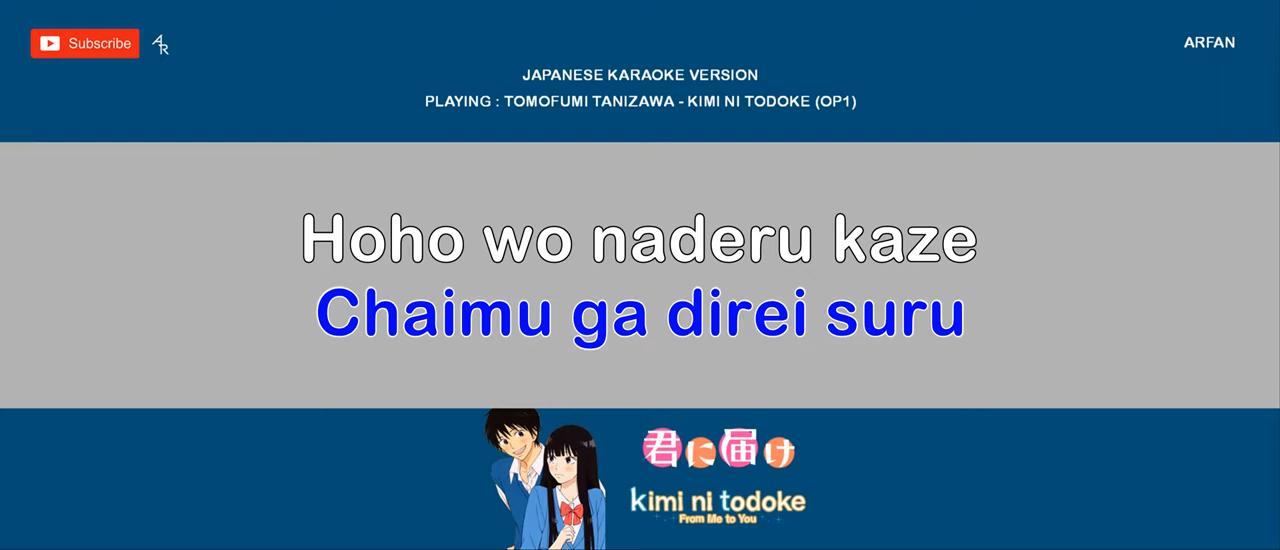 Subscribe
AR
ARFAN
JAPANESE KARAOKE VERSION
PLAYING : TOMOFUMI TANIZAWA - KIMI NI TODOKE (OP1)
Hoho wo naderu kaze
Chaimu ga direi suru
君に届け
kimi ni todoke
From Me to You